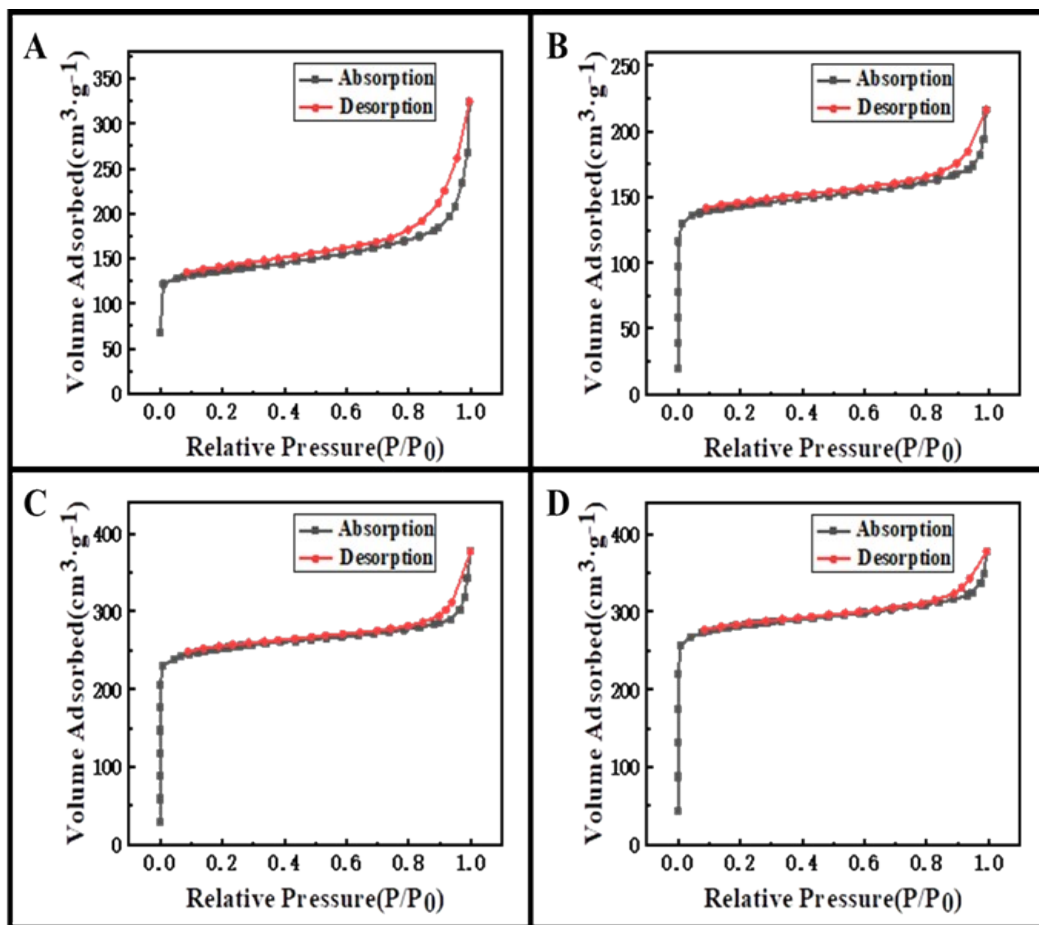 A
Absorption
Desorption
Volume Adsorbed(cm³·g⁻¹)
350
300
250
200
150
100
50
0
0.0 0.2 0.4 0.6 0.8 1.0
Relative Pressure(P/P₀)
B
Absorption
Desorption
Volume Adsorbed(cm³·g⁻¹)
250
200
150
100
50
0
0.0 0.2 0.4 0.6 0.8 1.0
Relative Pressure(P/P₀)
C
Absorption
Desorption
Volume Adsorbed(cm³·g⁻¹)
400
300
200
100
0
0.0 0.2 0.4 0.6 0.8 1.0
Relative Pressure(P/P₀)
D
Absorption
Desorption
Volume Adsorbed(cm³·g⁻¹)
400
300
200
100
0
0.0 0.2 0.4 0.6 0.8 1.0
Relative Pressure(P/P₀)